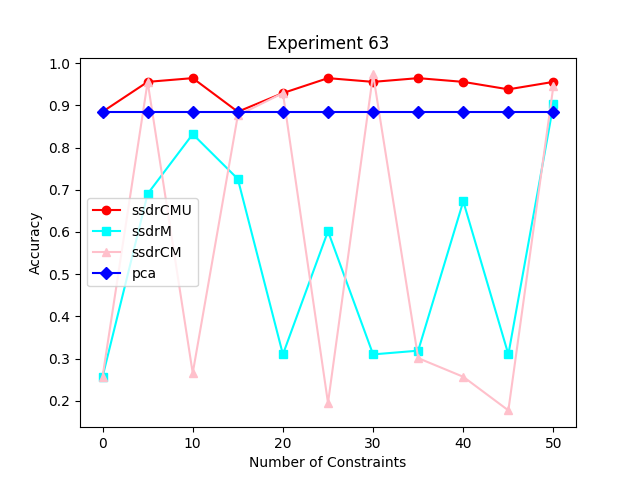 Experiment 63
Accuracy
1.0
0.9
0.8
0.7
0.6
0.5
0.4
0.3
0.2
ssdrCMU
ssdrM
ssdrCM
pca
0 10 20 30 40 50
Number of Constraints